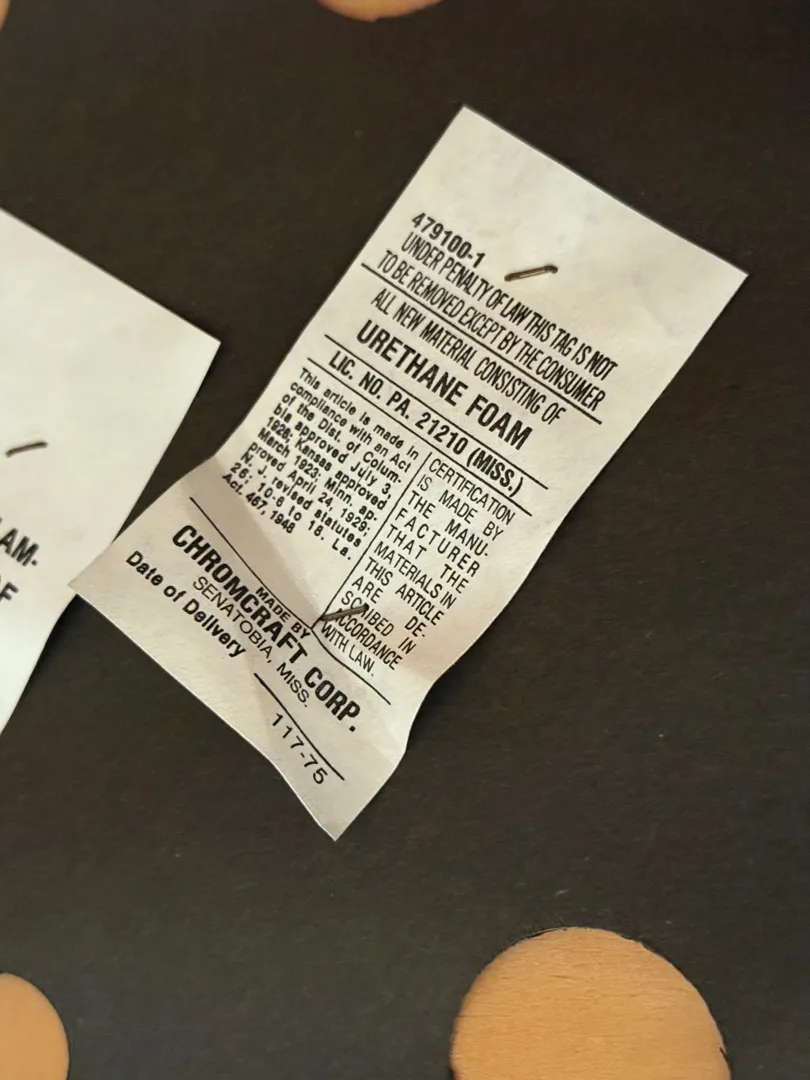 479100-1
UNDER PENALTY OF LAW THIS TAG IS NOT
TO BE REMOVED EXCEPT BY THE CONSUMER
ALL NEW MATERIAL CONSISTING OF
URETHANE FOAM
LIC. NO. PA. 21210 (MISS.)
This article is made in
compliance with an Act
of the Dist. of Colum-
bia approved July 3,
1926; Kansas approved
March 1923; Minn. ap-
proved April 24, 1929;
N. J. revised statutes
26; 10-6 to 18. La.
Act. 467, 1948
CERTIFICATION
IS MADE BY
THE MANU-
FACTURER
THAT THE
MATERIALS IN
THIS ARTICLE
ARE DE-
SCRIBED IN
ACCORDANCE
WITH LAW.
MADE BY
CHROMCRAFT CORP.
SENATOBIA, MISS.
Date of Delivery
117-75
LAM-
OF